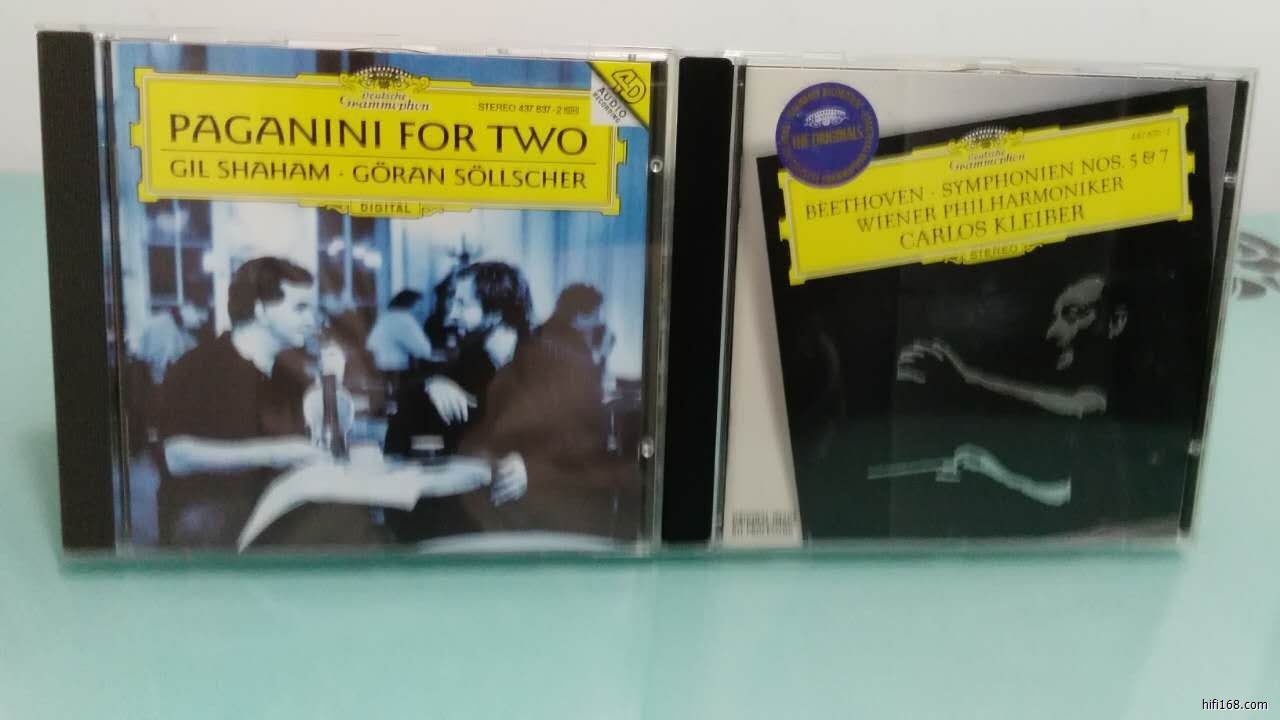 Deutsche
Grammophon
STEREO 437 837-2
4D
AUDIO
RECORDING
PAGANINI FOR TWO
GIL SHAHAM · GÖRAN SÖLLSCHER
DIGITAL
THE ORIGINALS
Deutsche
Grammophon
BEETHOVEN · SYMPHONIEN NOS. 5 & 7
WIENER PHILHARMONIKER
CARLOS KLEIBER
STEREO
hifi168.com